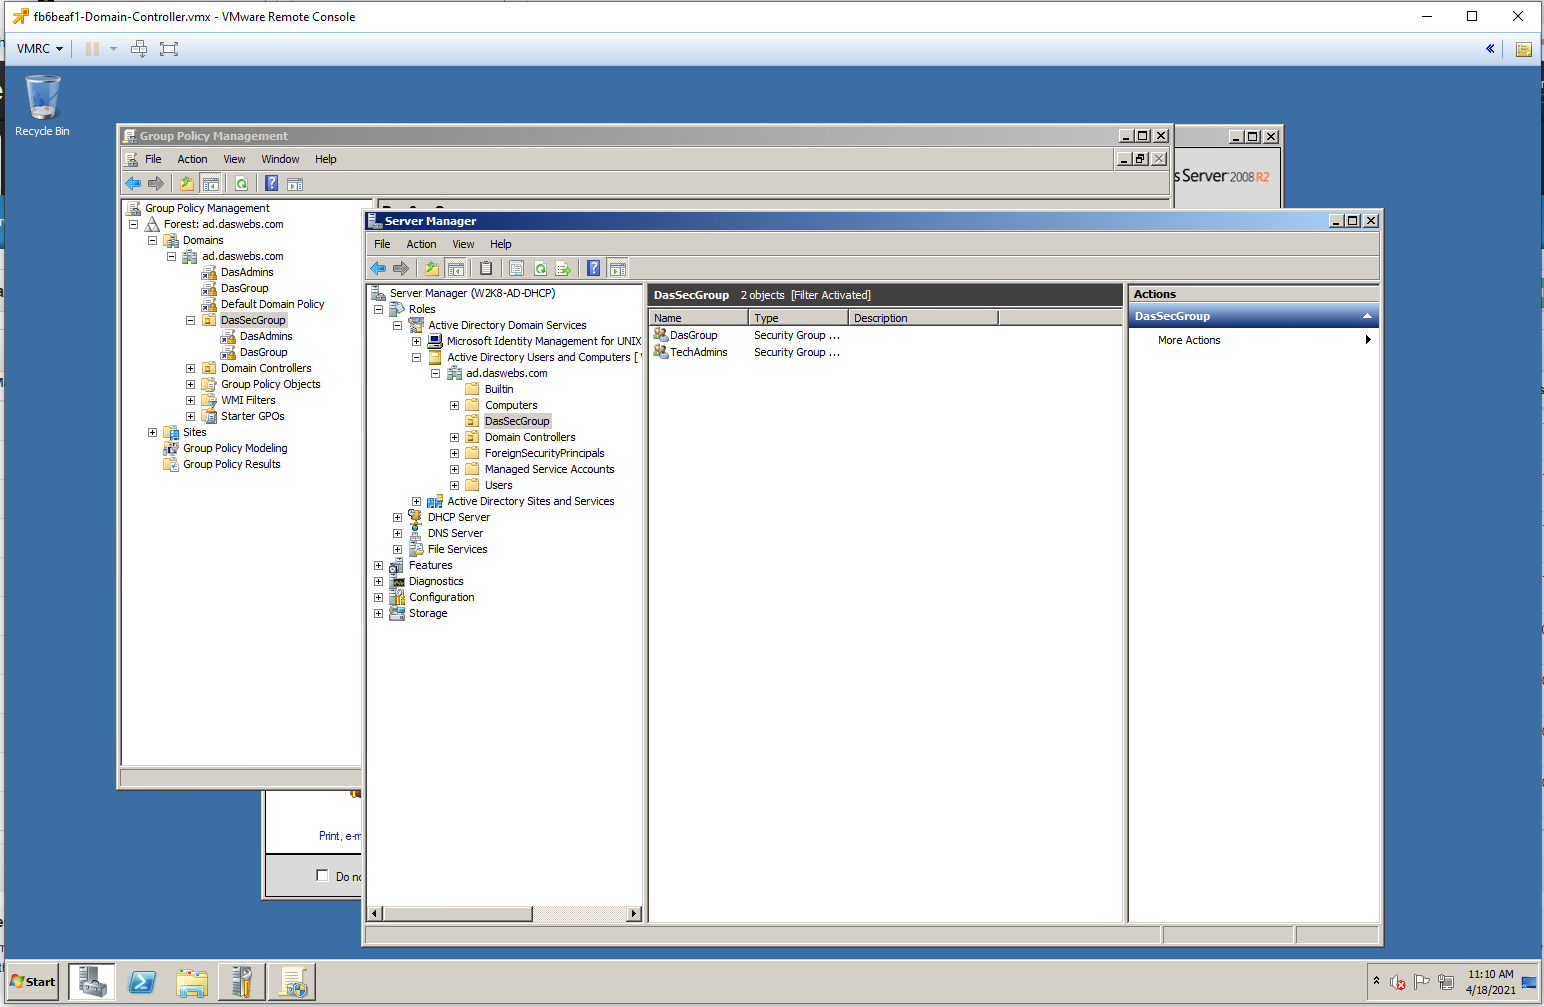 fb6beaf1-Domain-Controller.vmx - VMware Remote Console
VMRC
Recycle Bin
Group Policy Management
File Action View Window Help
Group Policy Management
Forest: ad.daswebs.com
Domains
ad.daswebs.com
DasAdmins
DasGroup
Default Domain Policy
DasSecGroup
DasAdmins
DasGroup
Domain Controllers
Group Policy Objects
WMI Filters
Starter GPOs
Sites
Group Policy Modeling
Group Policy Results
s Server 2008 R2
Print, e-m
Do no
Server Manager
File Action View Help
Server Manager (W2K8-AD-DHCP)
Roles
Active Directory Domain Services
Microsoft Identity Management for UNIX
Active Directory Users and Computers [
ad.daswebs.com
Builtin
Computers
DasSecGroup
Domain Controllers
ForeignSecurityPrincipals
Managed Service Accounts
Users
Active Directory Sites and Services
DHCP Server
DNS Server
File Services
Features
Diagnostics
Configuration
Storage
DasSecGroup 2 objects [Filter Activated]
Name Type Description
DasGroup Security Group ...
TechAdmins Security Group ...
Actions
DasSecGroup
More Actions
Start
11:10 AM
4/18/2021